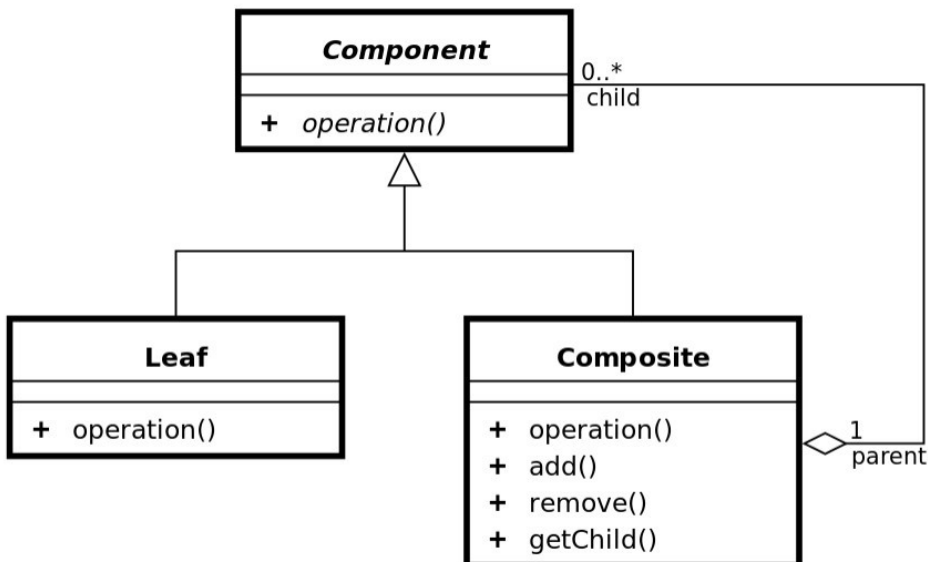 Component
+ operation()
0..*
child
Leaf
+ operation()
Composite
+ operation()
+ add()
+ remove()
+ getChild()
1
parent